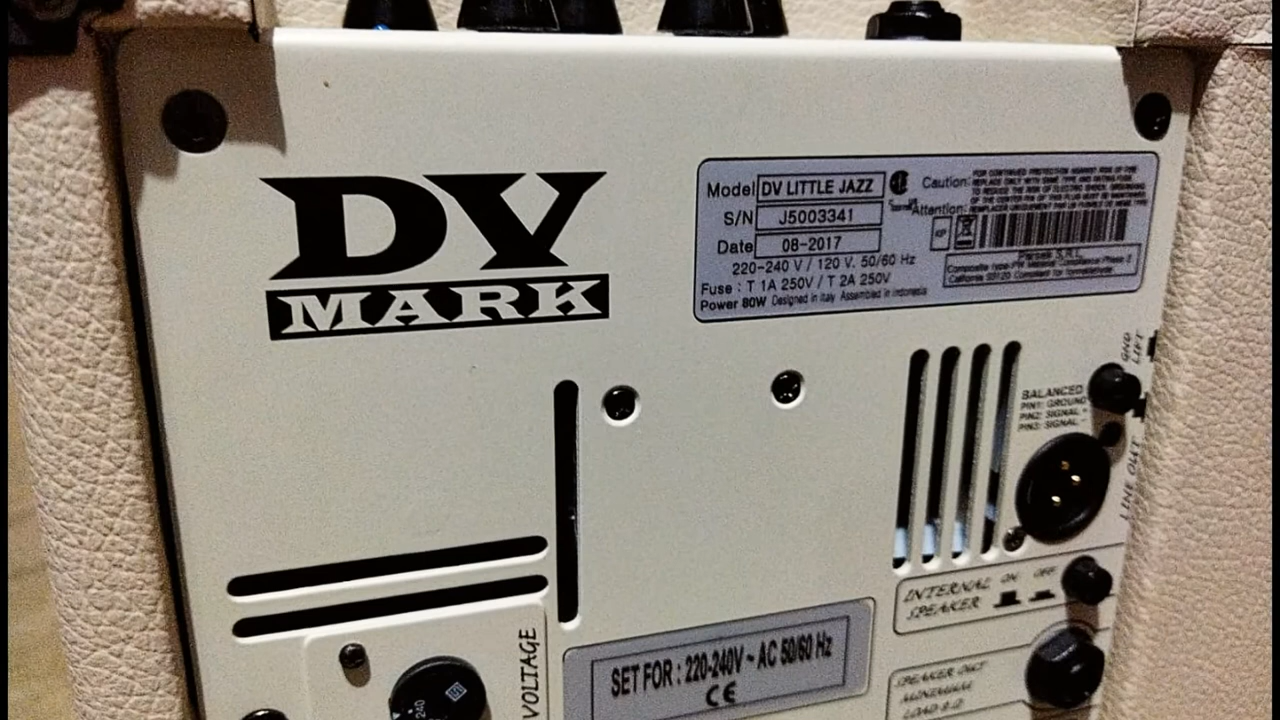 DV
MARK
Model DV LITTLE JAZZ
S/N J5003341
Date 08-2017
220-240 V / 120 V. 50/60 Hz
Fuse : T 1A 250V / T 2A 250V
Power 80W Designed in Italy Assembled in Indonesia
Caution:
Attention:
GND
LIFT
BALANCED
PIN1: GROUND
PIN2: SIGNAL +
PIN3: SIGNAL -
LINE OUT
INTERNAL
SPEAKER
ON OFF
SPEAKER OUT
MINIMUM
LOAD 8 Ω
VOLTAGE
240
SET FOR : 220-240V ~ AC 50/60 Hz
CE